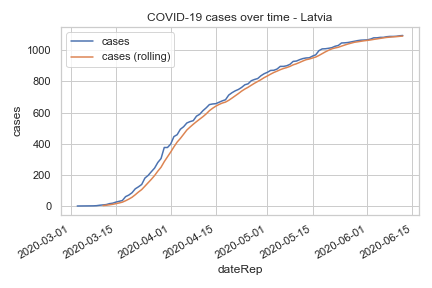 COVID-19 cases over time - Latvia
cases
cases (rolling)
1000
800
600
400
200
0
cases
2020-03-01
2020-03-15
2020-04-01
2020-04-15
2020-05-01
2020-05-15
2020-06-01
2020-06-15
dateRep